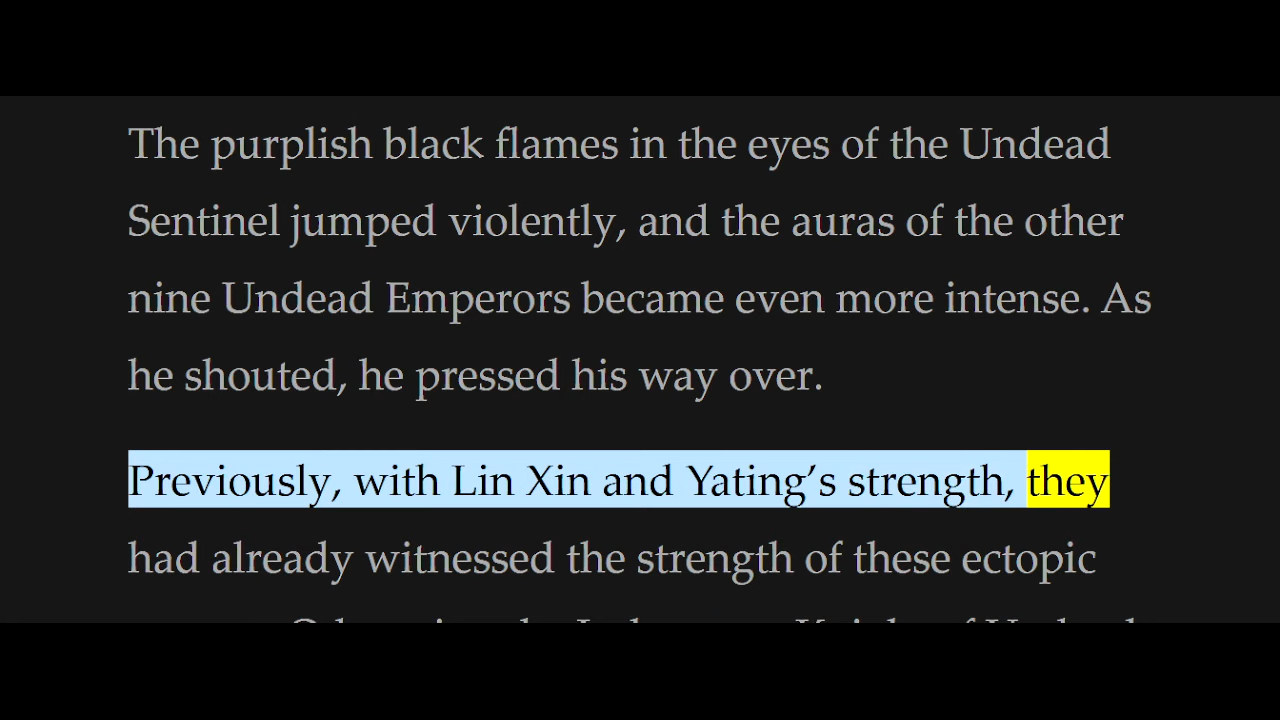 The purplish black flames in the eyes of the Undead
Sentinel jumped violently, and the auras of the other
nine Undead Emperors became even more intense. As
he shouted, he pressed his way over.
Previously, with Lin Xin and Yating’s strength, they
had already witnessed the strength of these ectopic